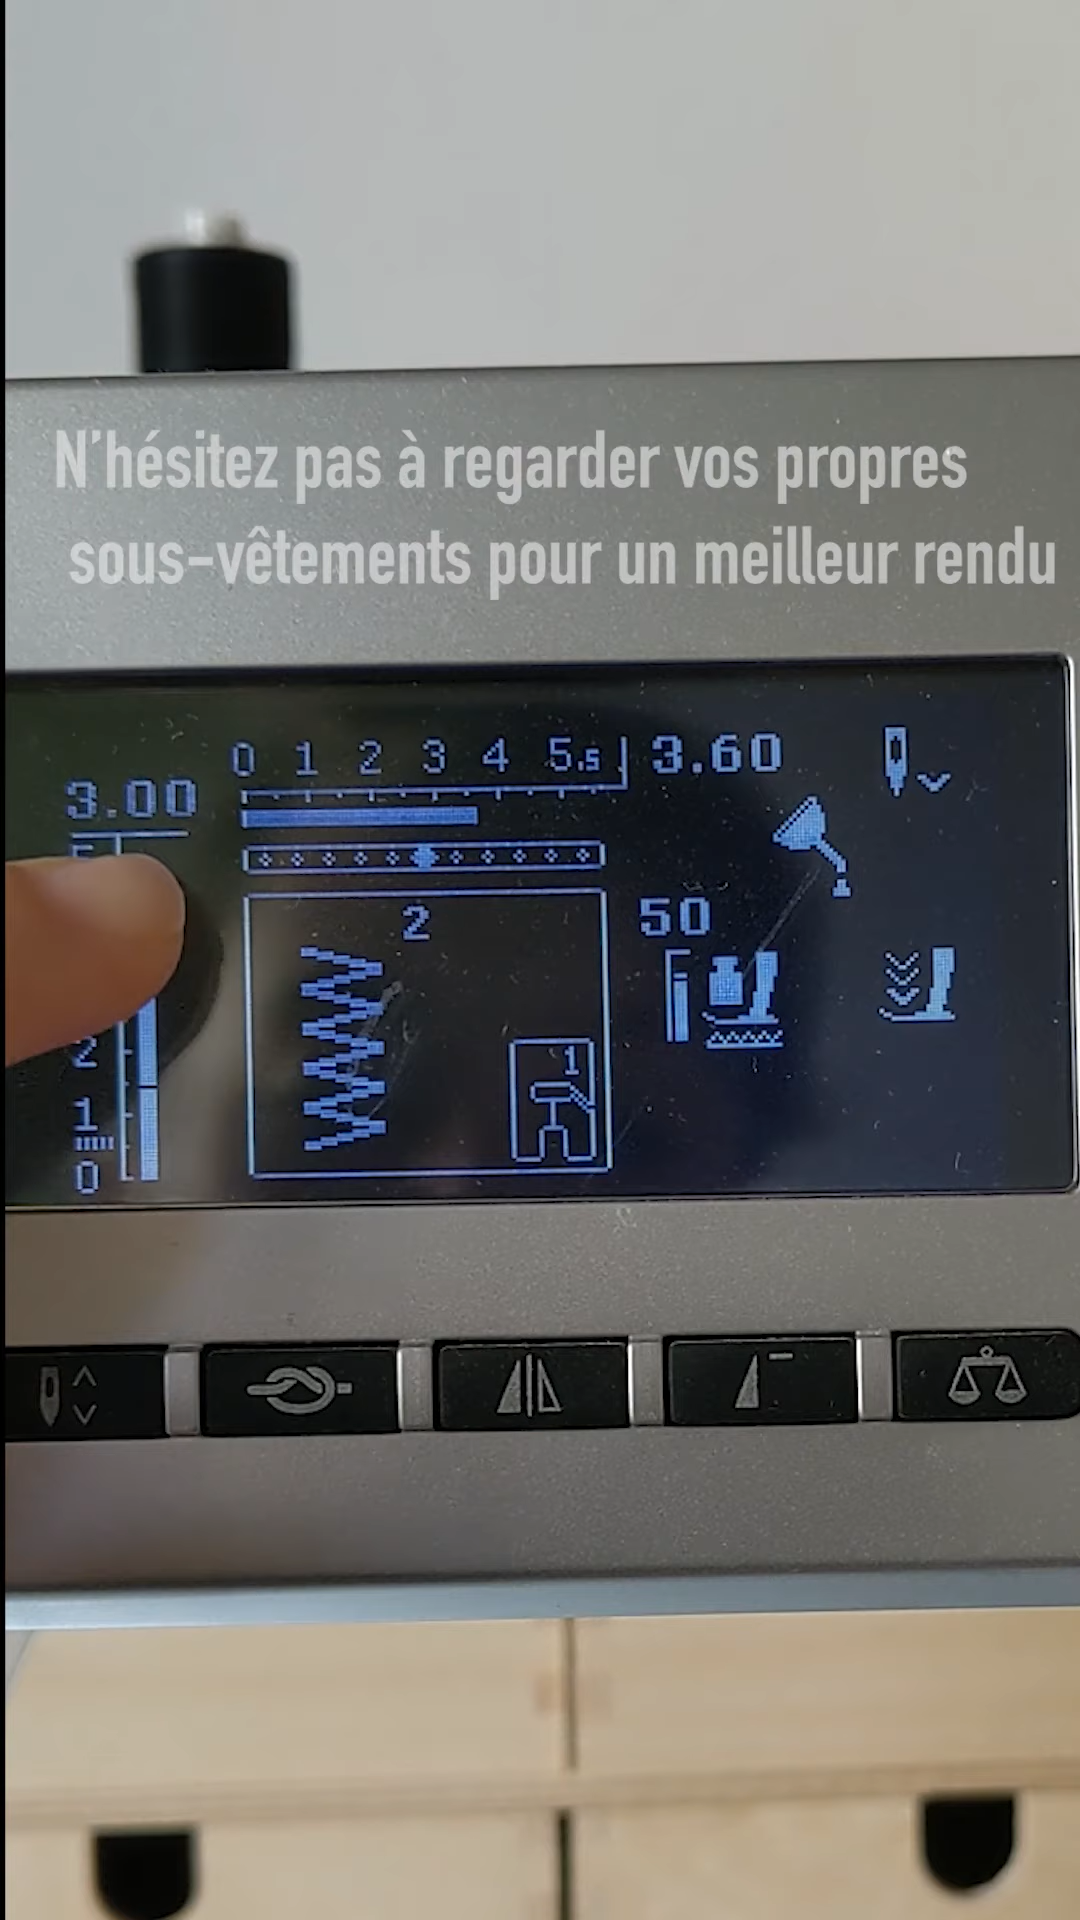 N'hésitez pas à regarder vos propres
sous-vêtements pour un meilleur rendu
0 1 2 3 4 5.5 3.60
3.00
2
50
2
1
1
0